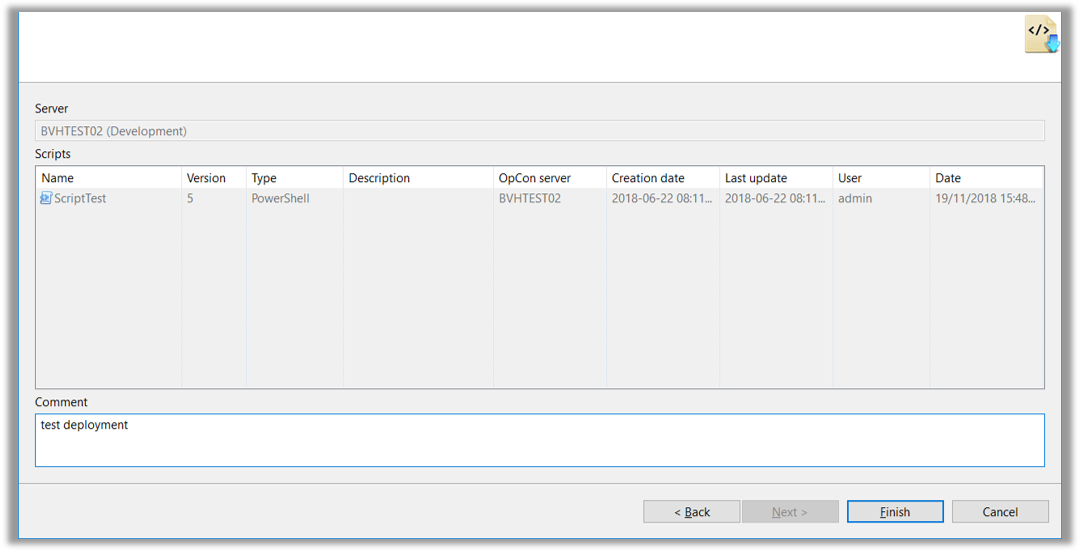 </>
Server
BVHTEST02 (Development)
Scripts
Name Version Type Description OpCon server Creation date Last update User Date
ScriptTest 5 PowerShell BVHTEST02 2018-06-22 08:11... 2018-06-22 08:11... admin 19/11/2018 15:48...
Comment
test deployment
< Back Next > Finish Cancel